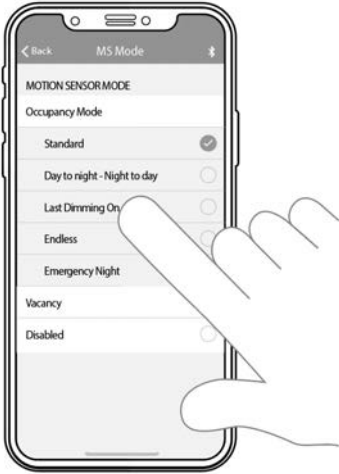 Back MS Mode
MOTION SENSOR MODE
Occupancy Mode
Standard
Day to night - Night to day
Last Dimming On
Endless
Emergency Night
Vacancy
Disabled